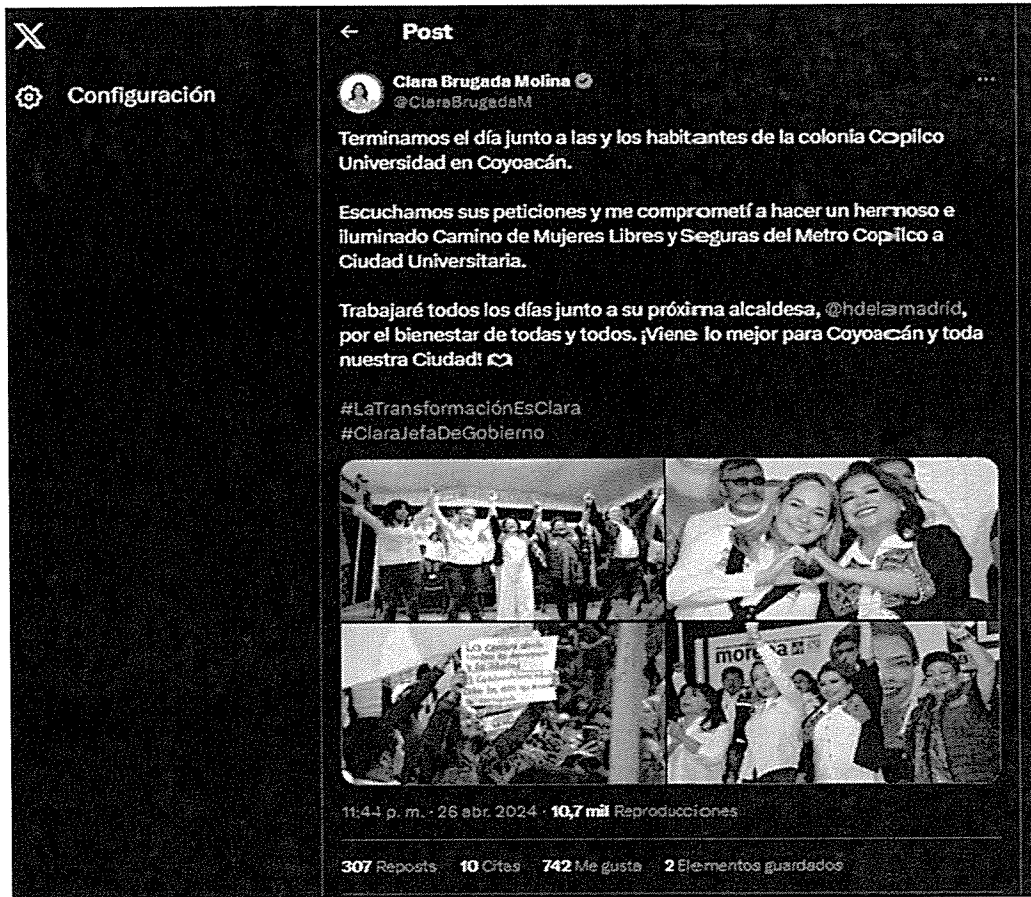 Post
Clara Brugada Molina
@ClaraBrugadaM
Configuración
Terminamos el día junto a las y los habitantes de la colonia Copilco
Universidad en Coyoacán.
Escuchamos sus peticiones y me comprometí a hacer un hermoso e
iluminado Camino de Mujeres Libres y Seguras del Metro Copilco a
Ciudad Universitaria.
Trabajaré todos los días junto a su próxima alcaldesa, @hdelamadrid,
por el bienestar de todas y todos. ¡Viene lo mejor para Coyoacán y toda
nuestra Ciudad!
#LaTransformaciónEsClara
#ClaraJefaDeGobierno
morena
11:44 p. m. · 26 abr. 2024 · 10,7 mil Reproducciones
307 Reposts 10 Citas 742 Me gusta 2 Elementos guardados